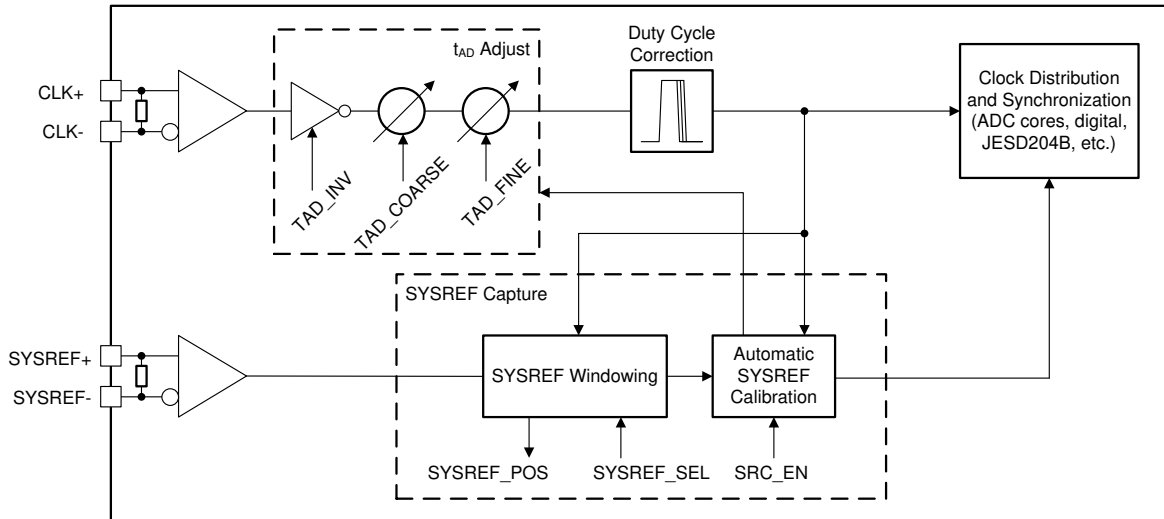 CLK+
CLK-
t_AD Adjust
TAD_INV
TAD_COARSE
TAD_FINE
Duty Cycle
Correction
Clock Distribution
and Synchronization
(ADC cores, digital,
JESD204B, etc.)
SYSREF Capture
SYSREF+
SYSREF-
SYSREF Windowing
Automatic
SYSREF
Calibration
SYSREF_POS
SYSREF_SEL
SRC_EN